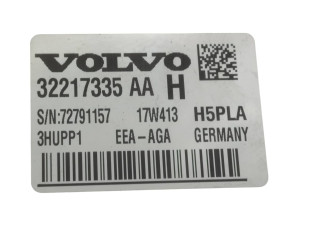 VOLVO
32217335 AA H
S/N:72791157 17W413 H5PLA
3HUPP1 EEA-AGA GERMANY